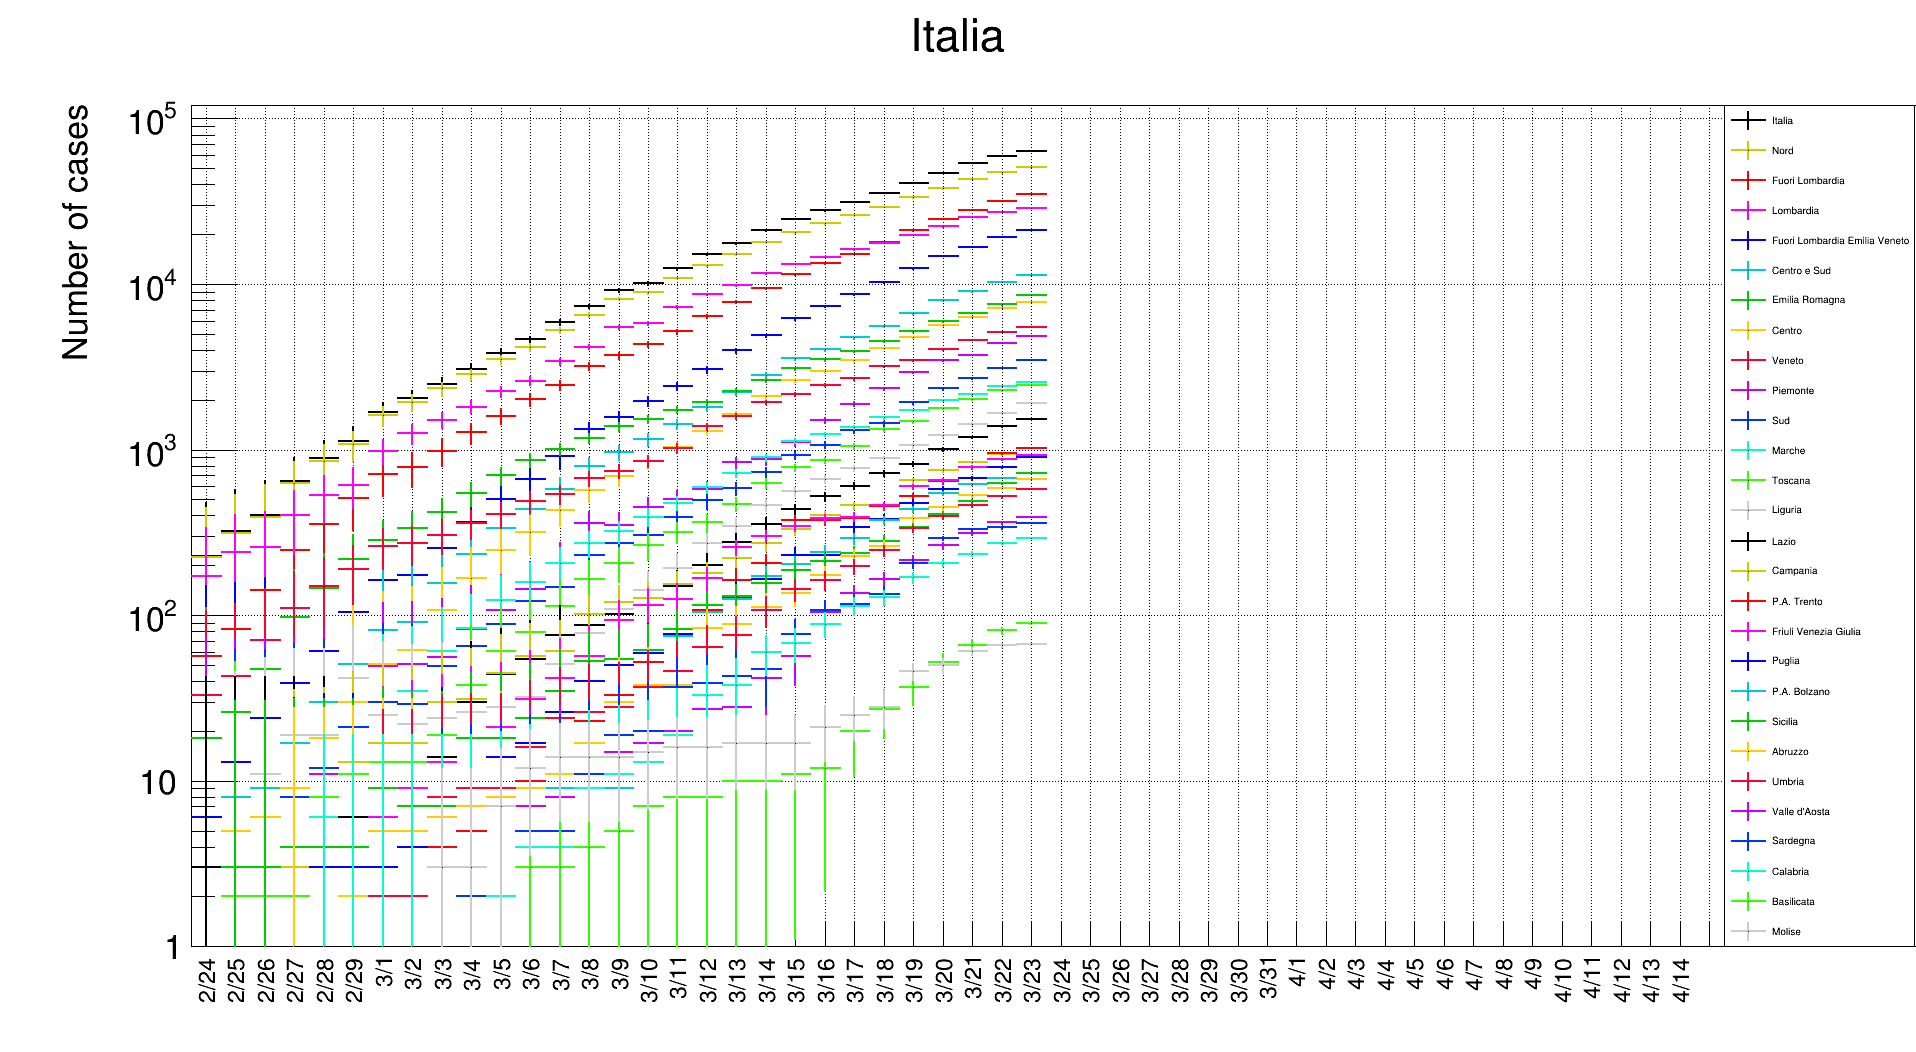 Italia
Number of cases
10^5
10^4
10^3
10^2
10
1
2/24
2/25
2/26
2/27
2/28
2/29
3/1
3/2
3/3
3/4
3/5
3/6
3/7
3/8
3/9
3/10
3/11
3/12
3/13
3/14
3/15
3/16
3/17
3/18
3/19
3/20
3/21
3/22
3/23
3/24
3/25
3/26
3/27
3/28
3/29
3/30
3/31
4/1
4/2
4/3
4/4
4/5
4/6
4/7
4/8
4/9
4/10
4/11
4/12
4/13
4/14
Italia
Nord
Fuori Lombardia
Lombardia
Fuori Lombardia Emilia Veneto
Centro e Sud
Emilia Romagna
Centro
Veneto
Piemonte
Sud
Marche
Toscana
Liguria
Lazio
Campania
P.A. Trento
Friuli Venezia Giulia
Puglia
P.A. Bolzano
Sicilia
Abruzzo
Umbria
Valle d'Aosta
Sardegna
Calabria
Basilicata
Molise